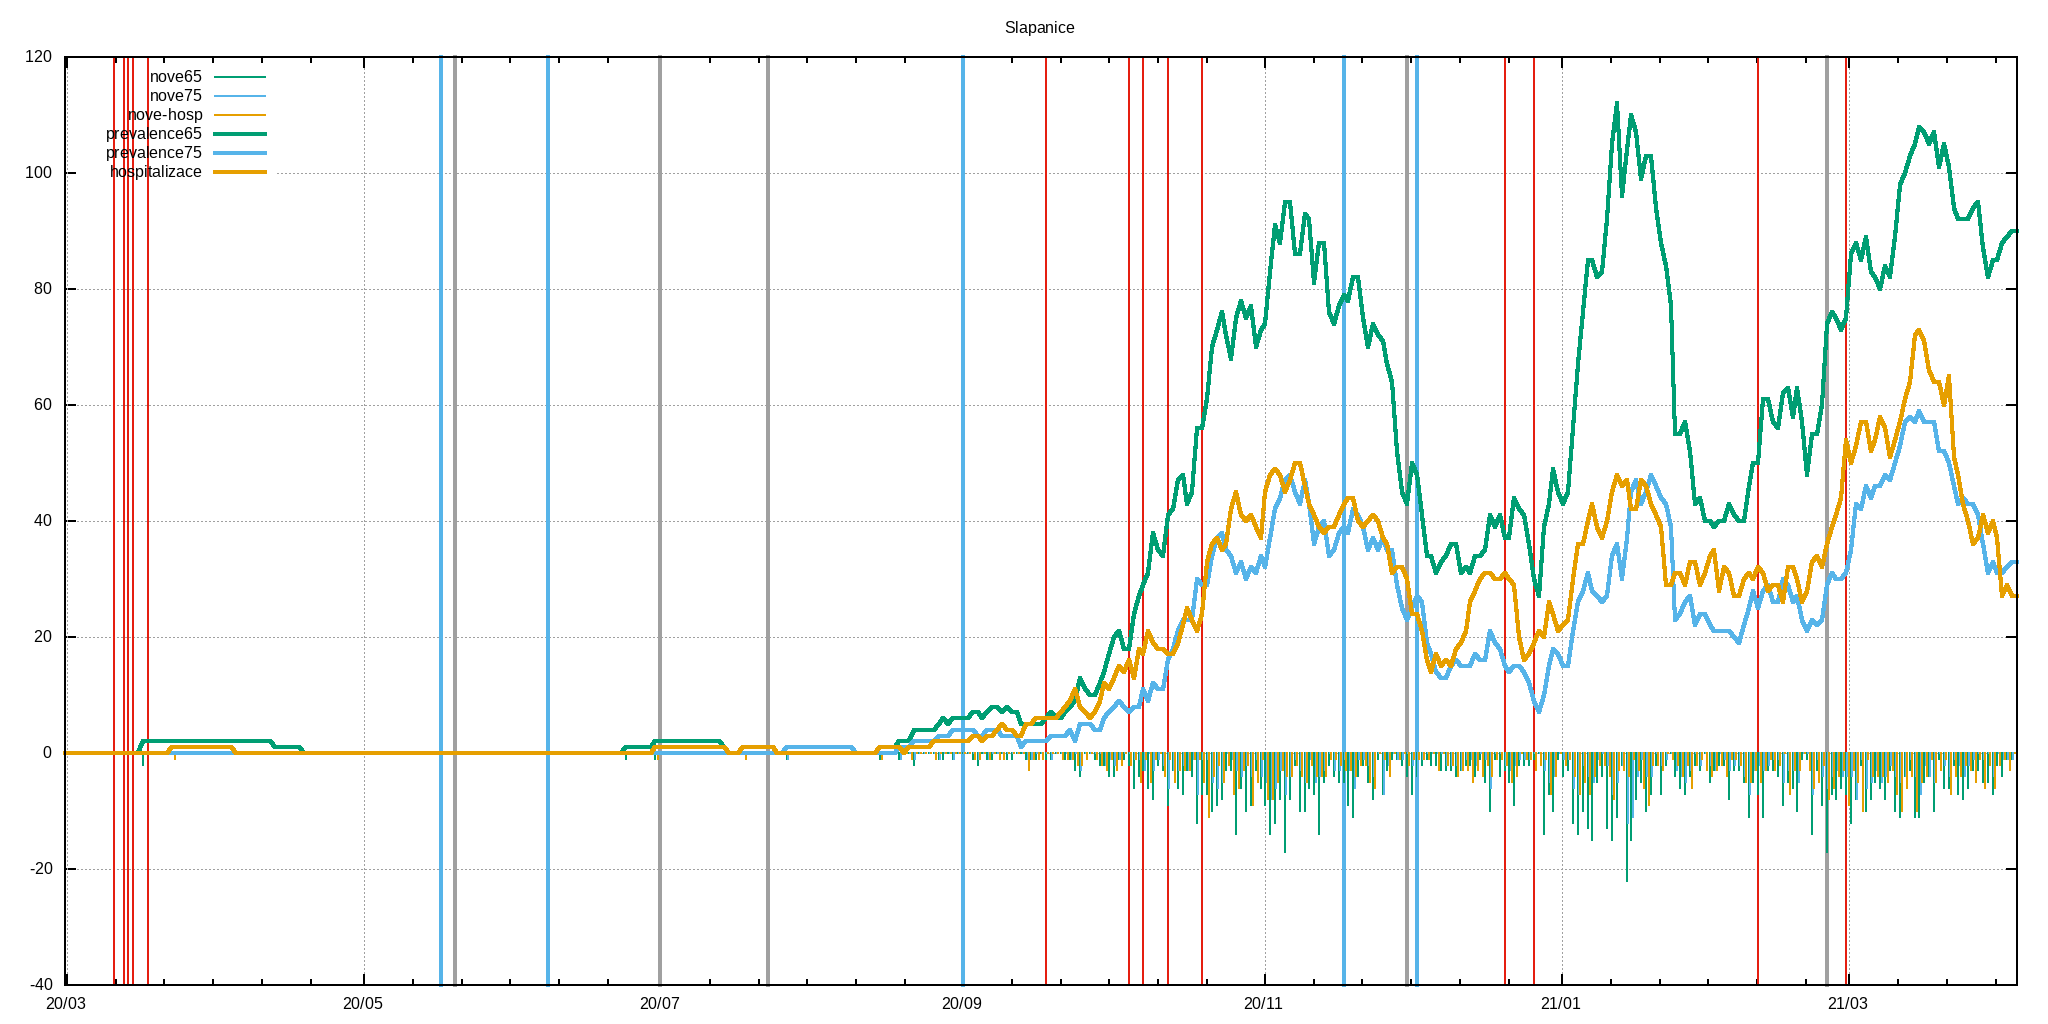 Slapanice
120
100
80
60
40
20
0
-20
-40
nove65
nove75
nove-hosp
prevalence65
prevalence75
hospitalizace
20/03 20/05 20/07 20/09 20/11 21/01 21/03